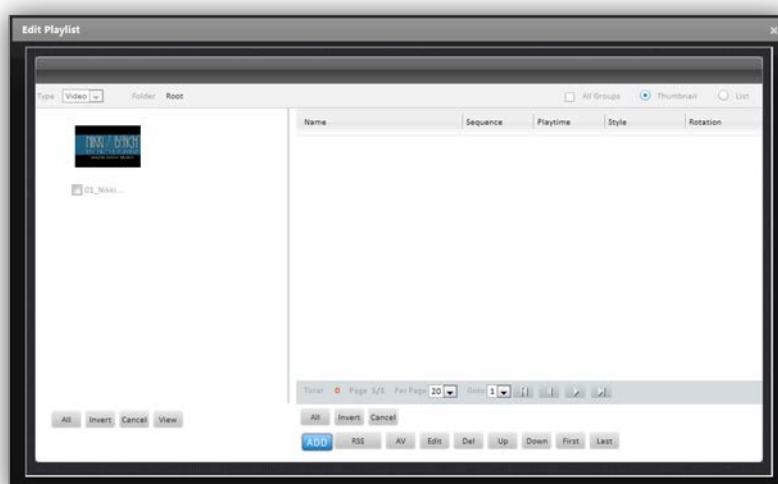 Edit Playlist
Type Video Folder Root All Groups Thumbnail List
Name Sequence Playtime Style Rotation
NIKKI / BEACH
01_Nikki...
Total 0 Page 1/1 Per Page 20 Goto 1
All Invert Cancel View
All Invert Cancel
ADD RSS AV Edit Del Up Down First Last